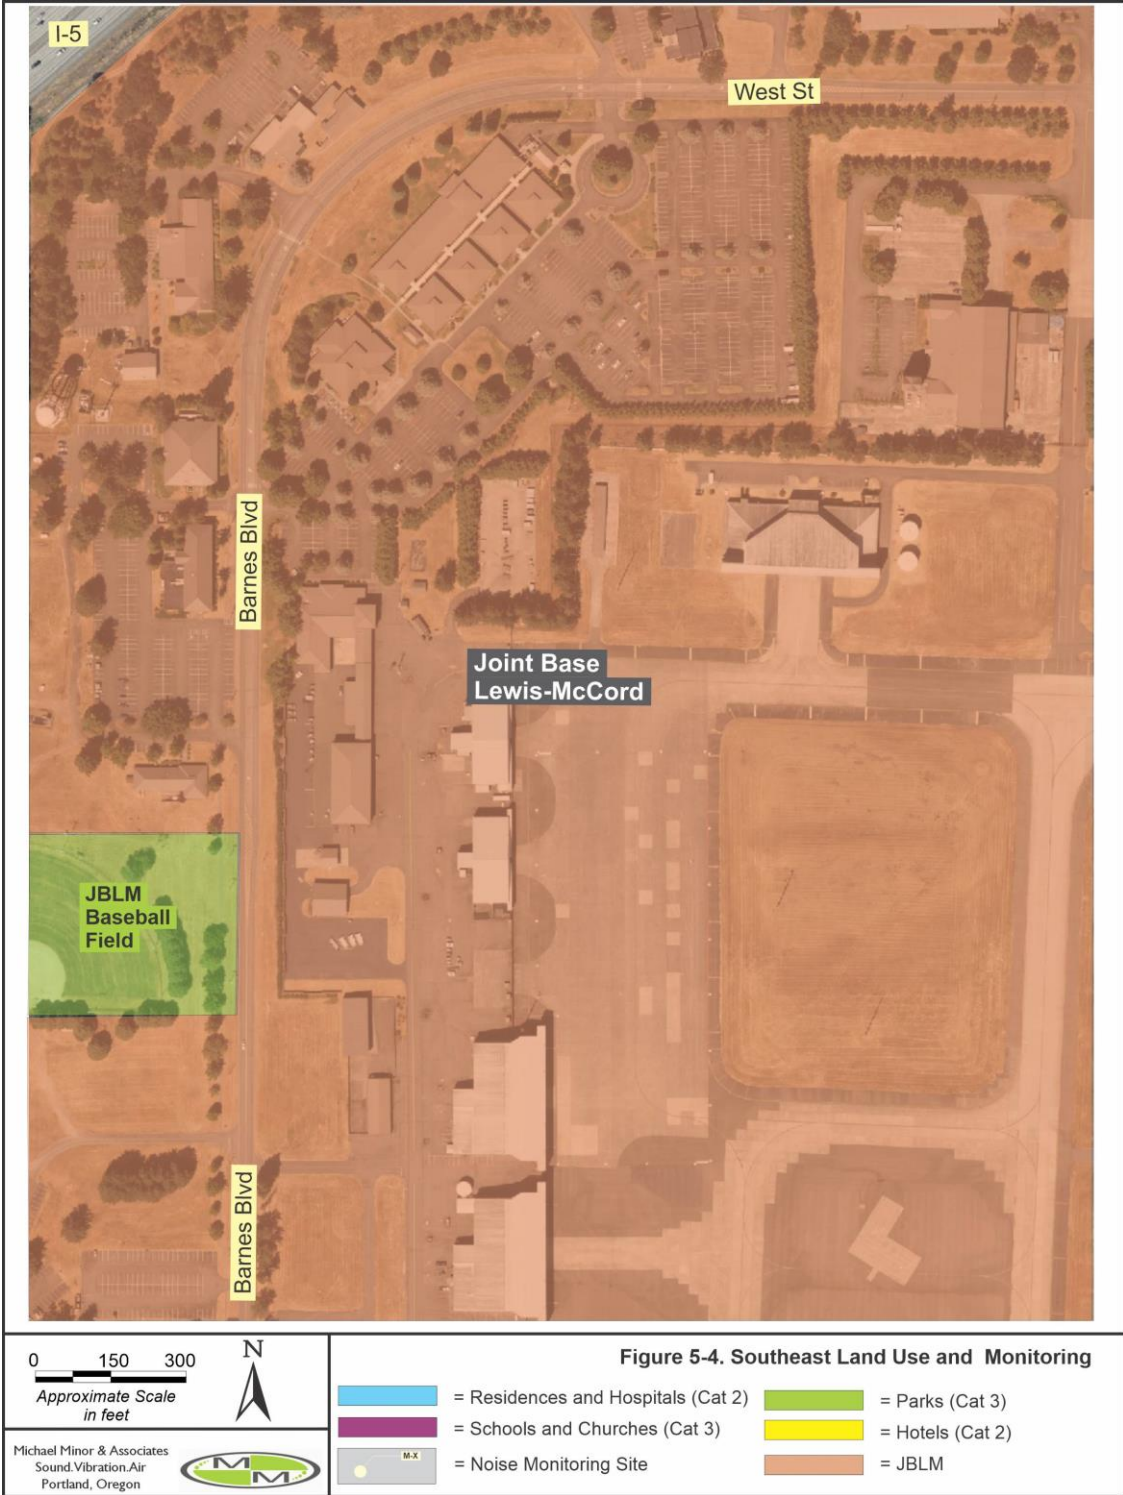 I-5
West St
Barnes Blvd
Joint Base
Lewis-McCord
JBLM
Baseball
Field
Barnes Blvd
0 150 300
Approximate Scale
in feet
N
Michael Minor & Associates
Sound.Vibration.Air
Portland, Oregon
M M
Figure 5-4. Southeast Land Use and Monitoring
= Residences and Hospitals (Cat 2)
= Schools and Churches (Cat 3)
M-X
= Noise Monitoring Site
= Parks (Cat 3)
= Hotels (Cat 2)
= JBLM